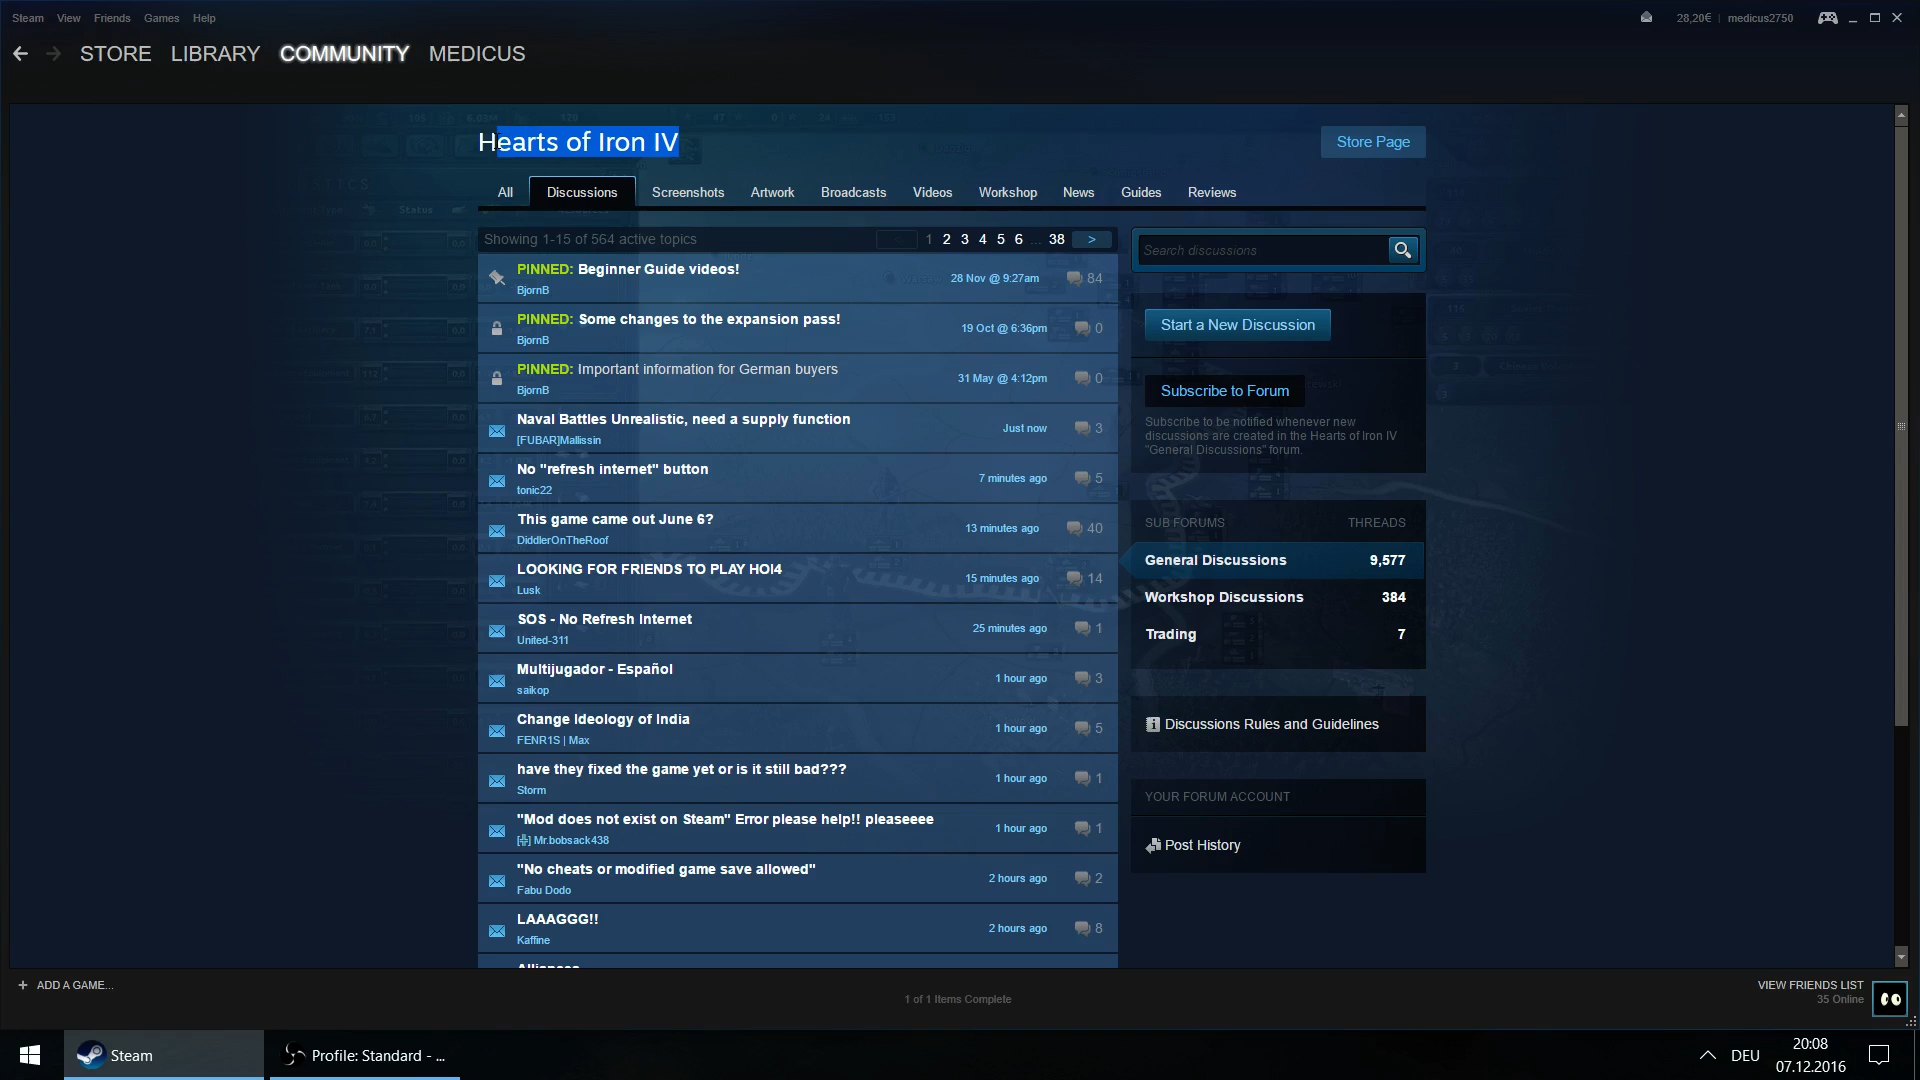 Steam View Friends Games Help
28,20€ | medicus2750
STORE LIBRARY COMMUNITY MEDICUS
Hearts of Iron IV
Store Page
All Discussions Screenshots Artwork Broadcasts Videos Workshop News Guides Reviews
Showing 1-15 of 564 active topics
1 2 3 4 5 6 ... 38 >
PINNED: Beginner Guide videos!
BjornB
28 Nov @ 9:27am
84
PINNED: Some changes to the expansion pass!
BjornB
19 Oct @ 6:36pm
0
PINNED: Important information for German buyers
BjornB
31 May @ 4:12pm
0
Naval Battles Unrealistic, need a supply function
[FUBAR]Mallissin
Just now
3
No "refresh internet" button
tonic22
7 minutes ago
5
This game came out June 6?
DiddlerOnTheRoof
13 minutes ago
40
LOOKING FOR FRIENDS TO PLAY HOI4
Lusk
15 minutes ago
14
SOS - No Refresh Internet
United-311
25 minutes ago
1
Multijugador - Español
saikop
1 hour ago
3
Change Ideology of India
FENR1S | Max
1 hour ago
5
have they fixed the game yet or is it still bad???
Storm
1 hour ago
1
"Mod does not exist on Steam" Error please help!! pleaseeee
[卐] Mr.bobsack438
1 hour ago
1
"No cheats or modified game save allowed"
Fabu Dodo
2 hours ago
2
LAAAGGG!!
Kaffine
2 hours ago
8
Search discussions
Start a New Discussion
Subscribe to Forum
Subscribe to be notified whenever new
discussions are created in the Hearts of Iron IV
"General Discussions" forum.
SUB FORUMS THREADS
General Discussions 9,577
Workshop Discussions 384
Trading 7
Discussions Rules and Guidelines
YOUR FORUM ACCOUNT
Post History
+ ADD A GAME...
1 of 1 Items Complete
VIEW FRIENDS LIST
35 Online
Steam
Profile: Standard - ...
DEU
20:08
07.12.2016